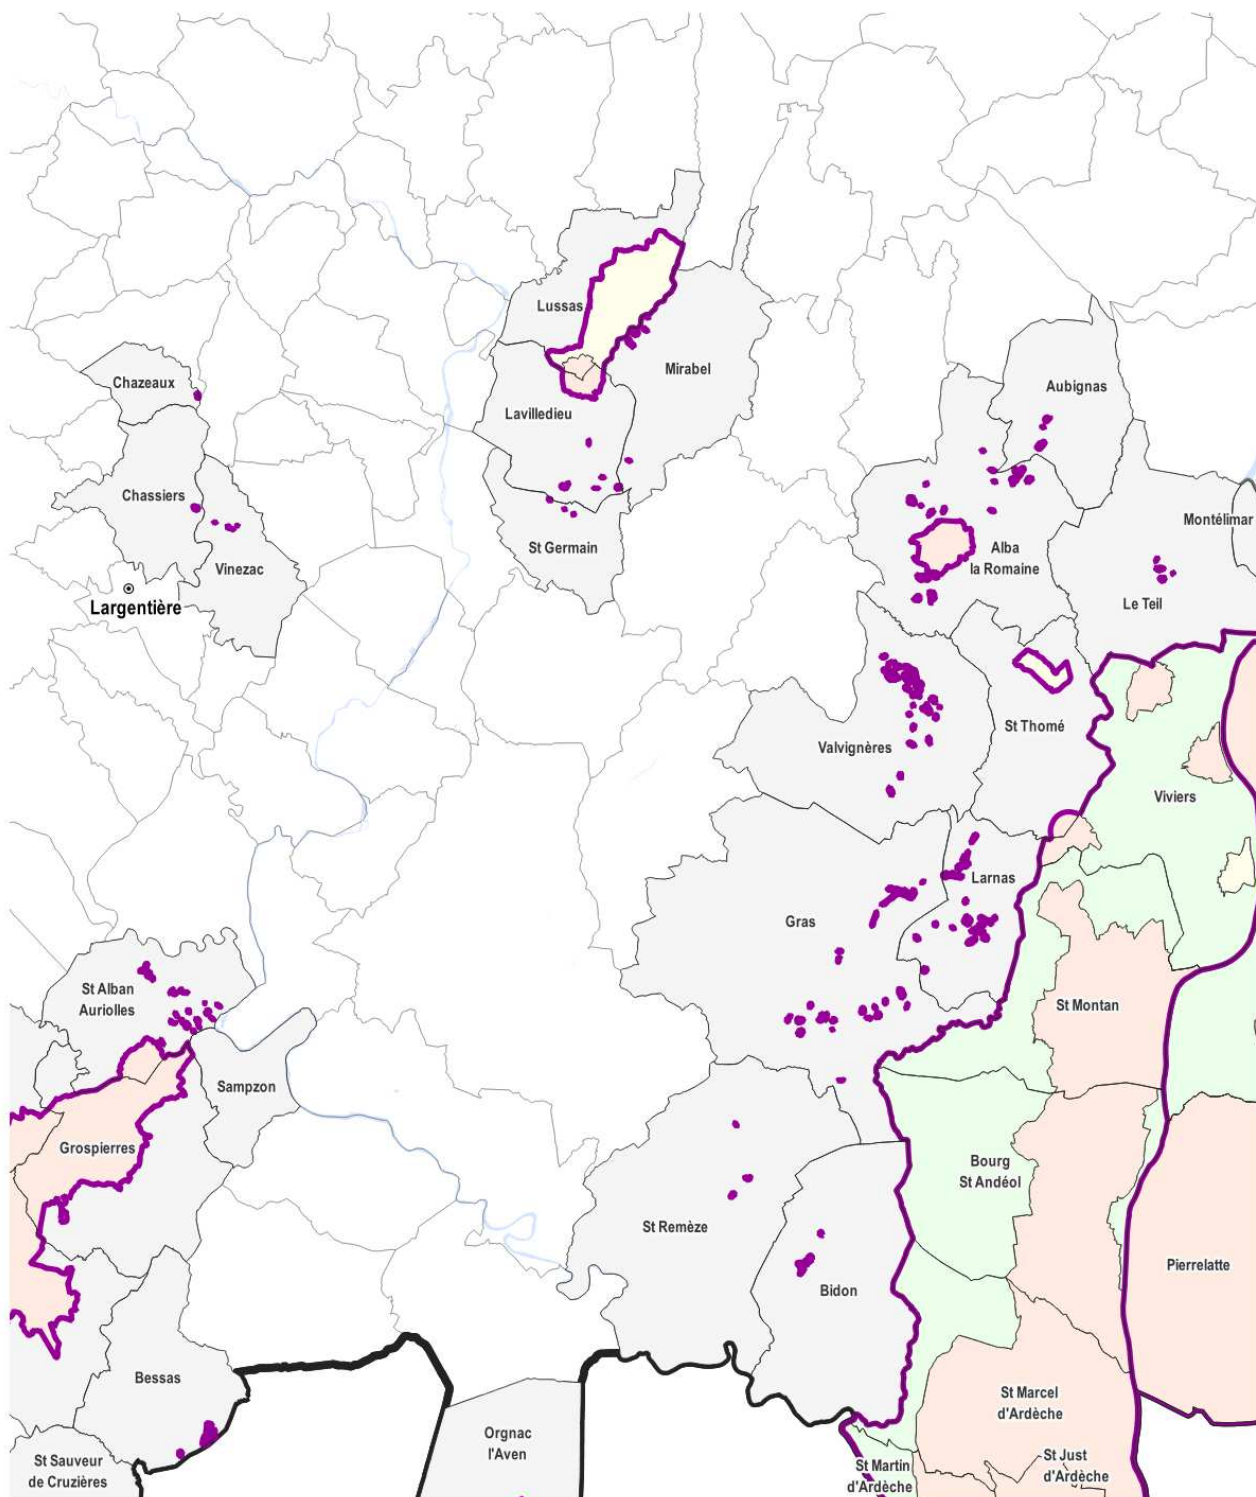 Lussas
Mirabel
Chazeaux
Aubignas
Lavilledieu
Chassiers
Montélimar
St Germain
Alba
la Romaine
Vinezac
Le Teil
Largentière
St Thomé
Valvignères
Viviers
Larnas
Gras
St Alban
Auriolles
St Montan
Sampzon
Grospierres
Bourg
St Andéol
St Remèze
Pierrelatte
Bidon
Bessas
St Marcel
d'Ardèche
Orgnac
l'Aven
St Sauveur
de Cruzières
St Martin
d'Ardèche
St Just
d'Ardèche